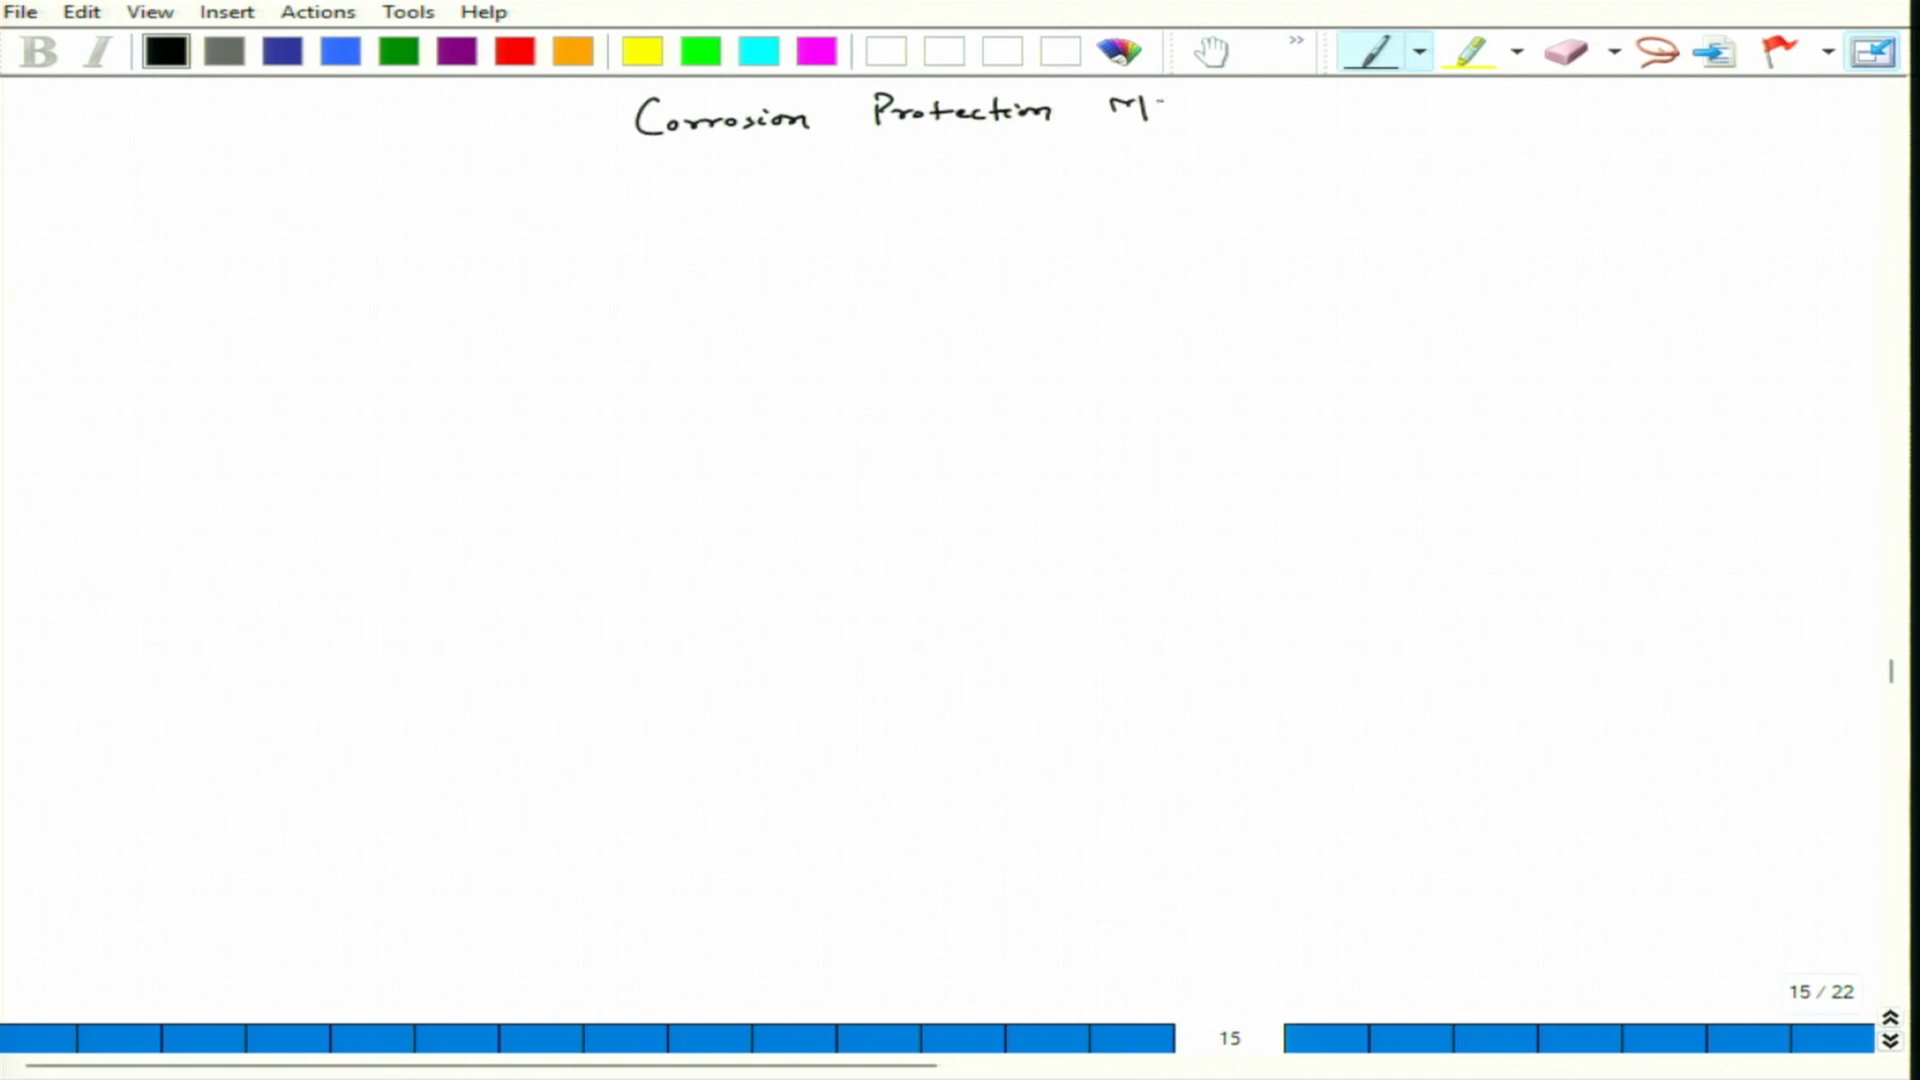 File Edit View Insert Actions Tools Help
B I
Corrosion Protection M
15 / 22
15